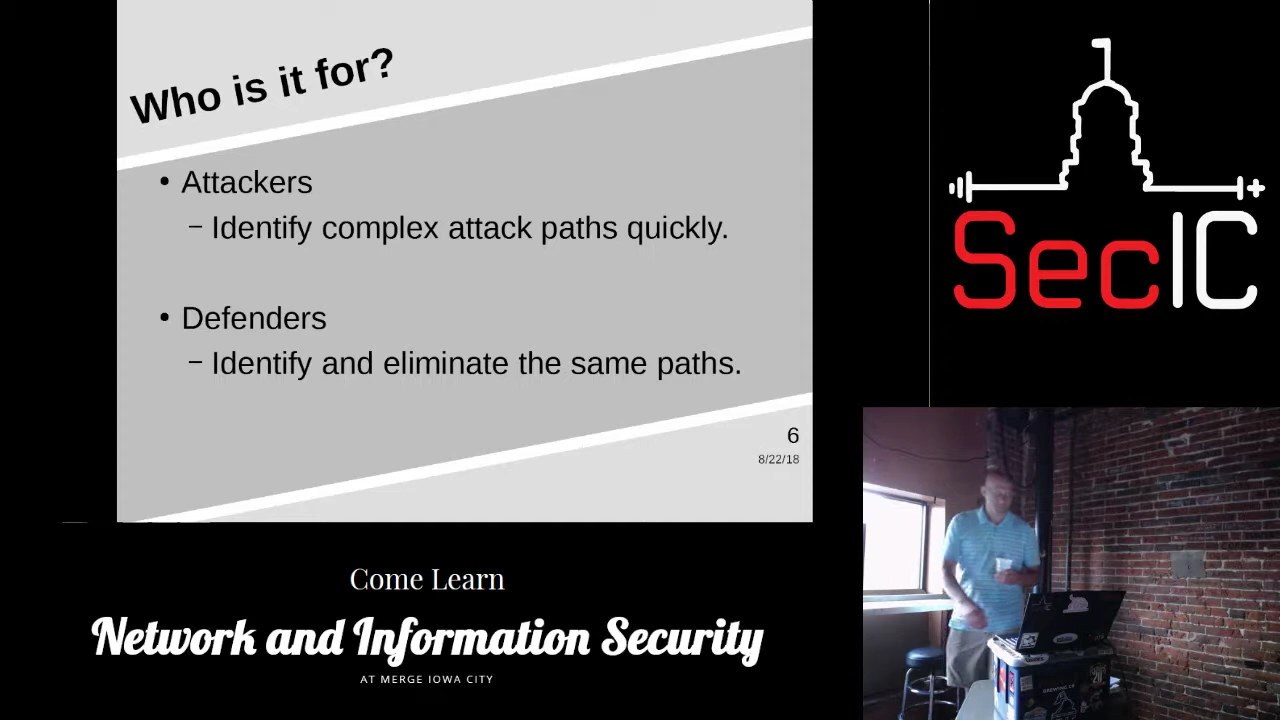 Who is it for?
• Attackers
– Identify complex attack paths quickly.
• Defenders
– Identify and eliminate the same paths.
6
8/22/18
SecIC
Come Learn
Network and Information Security
AT MERGE IOWA CITY